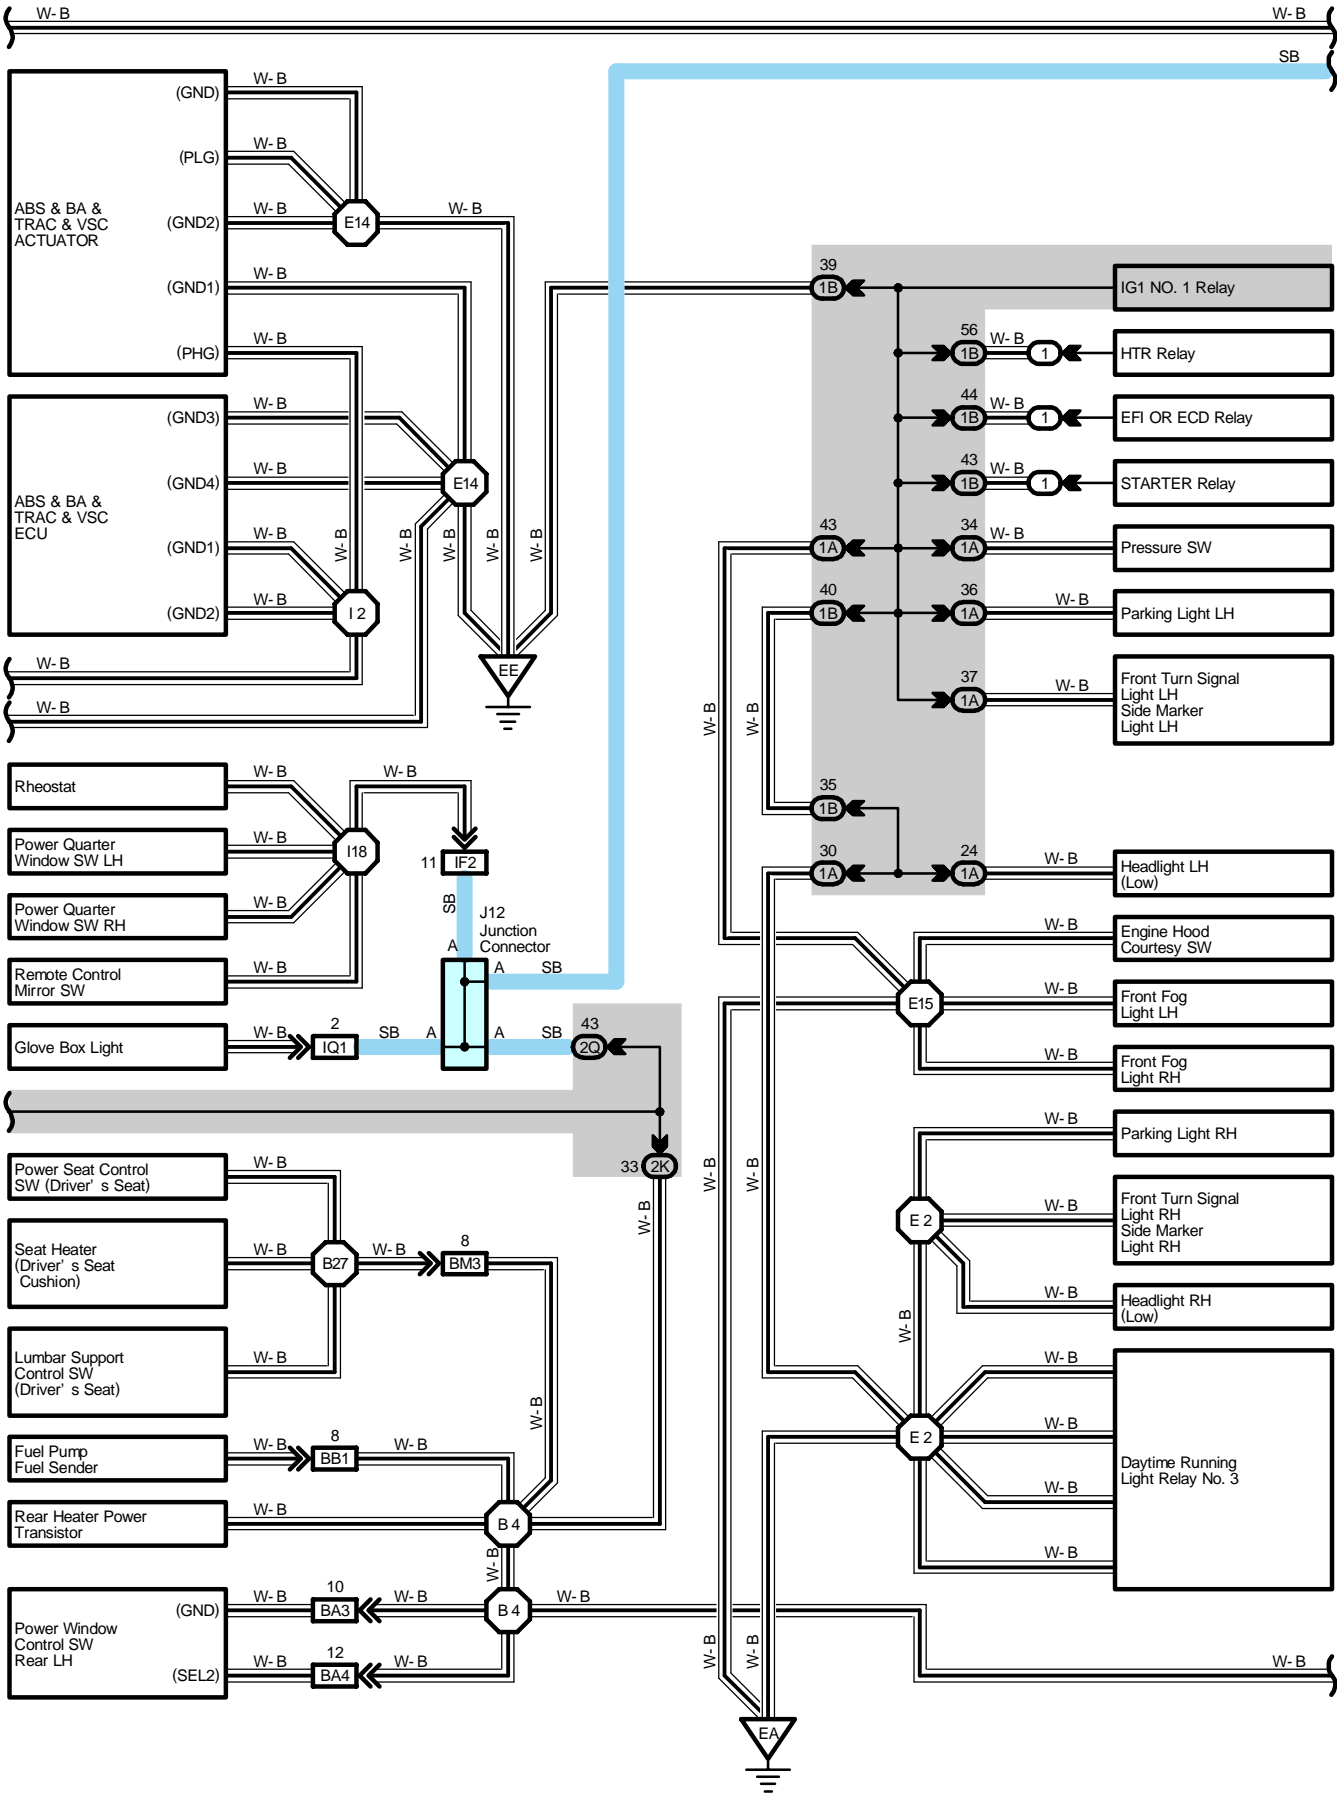 W-B
W-B
SB
ABS & BA &
TRAC & VSC
ACTUATOR
(GND)
W-B
(PLG)
W-B
(GND2)
W-B
E14
W-B
(GND1)
W-B
(PHG)
W-B
ABS & BA &
TRAC & VSC
ECU
(GND3)
W-B
(GND4)
W-B
E14
(GND1)
W-B
(GND2)
W-B
I 2
W-B
W-B
W-B
W-B
W-B
W-B
W-B
EE
39
1B
IG1 NO. 1 Relay
56
1B
W-B
1
HTR Relay
44
1B
W-B
1
EFI OR ECD Relay
43
1B
W-B
1
STARTER Relay
43
1A
34
1A
W-B
Pressure SW
40
1B
36
1A
W-B
Parking Light LH
37
1A
W-B
Front Turn Signal
Light LH
Side Marker
Light LH
W-B
W-B
35
1B
30
1A
24
1A
W-B
Headlight LH
(Low)
Rheostat
W-B
W-B
Power Quarter
Window SW LH
W-B
I18
11
IF2
Power Quarter
Window SW RH
W-B
SB
J12
Junction
Connector
Remote Control
Mirror SW
W-B
A
A
SB
Glove Box Light
W-B
2
IQ1
SB
A
A
SB
43
2Q
33
2K
W-B
Engine Hood
Courtesy SW
E15
W-B
Front Fog
Light LH
W-B
Front Fog
Light RH
W-B
Parking Light RH
E 2
W-B
Front Turn Signal
Light RH
Side Marker
Light RH
W-B
Headlight RH
(Low)
W-B
W-B
W-B
W-B
Power Seat Control
SW (Driver' s Seat)
W-B
Seat Heater
(Driver' s Seat
Cushion)
W-B
B27
W-B
8
BM3
Lumbar Support
Control SW
(Driver' s Seat)
W-B
W-B
Fuel Pump
Fuel Sender
W-B
8
BB1
W-B
Rear Heater Power
Transistor
W-B
B 4
W-B
E 2
W-B
W-B
W-B
W-B
Daytime Running
Light Relay No. 3
Power Window
Control SW
Rear LH
(GND)
W-B
10
BA3
W-B
B 4
W-B
(SEL2)
W-B
12
BA4
W-B
W-B
W-B
W-B
EA